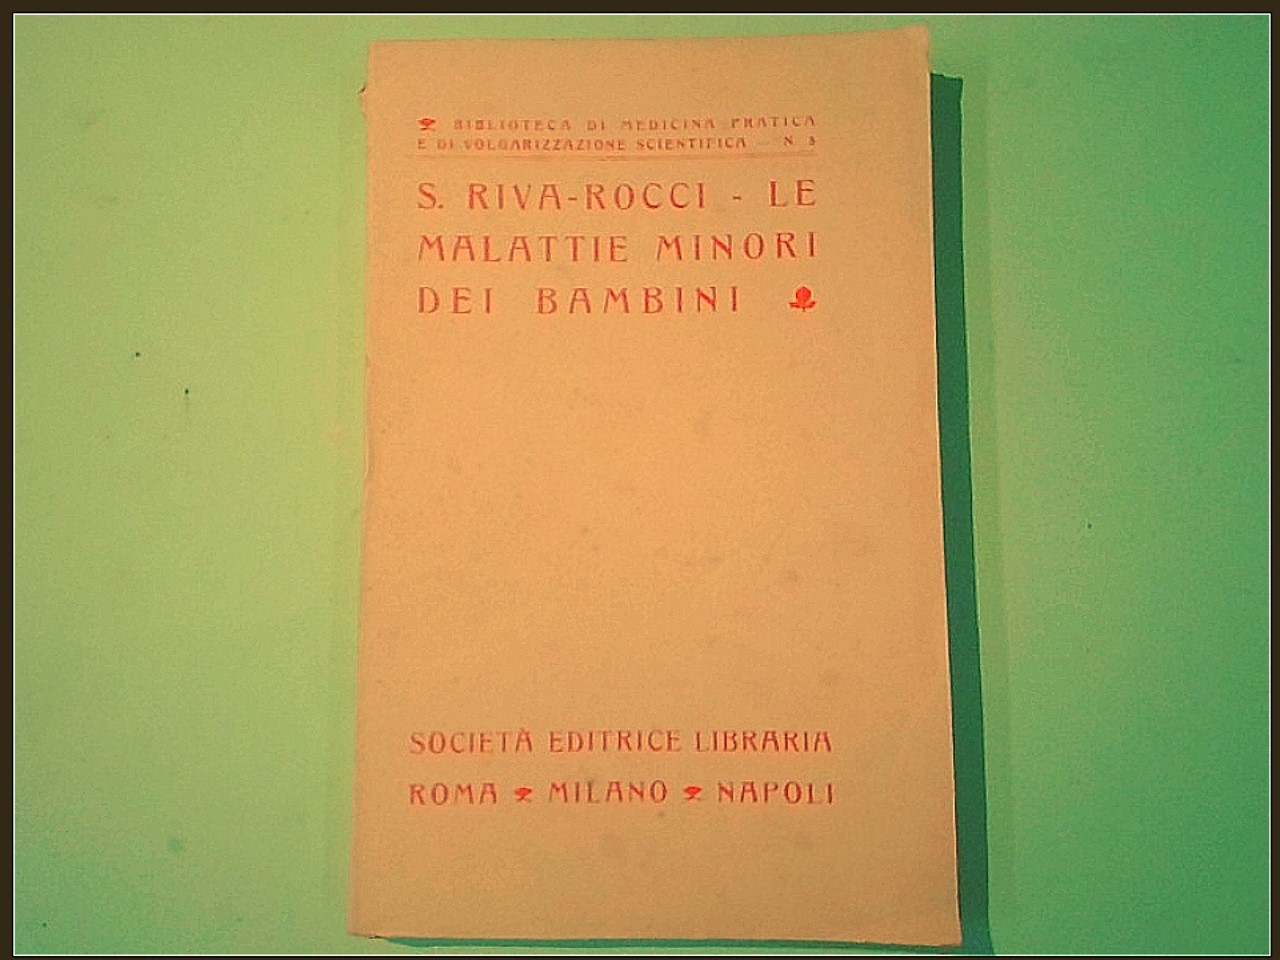 BIBLIOTECA DI MEDICINA PRATICA
E DI VOLGARIZZAZIONE SCIENTIFICA – N.
S. RIVA-ROCCI - LE
MALATTIE MINORI
DEI BAMBINI
SOCIETÀ EDITRICE LIBRARIA
ROMA MILANO NAPOLI